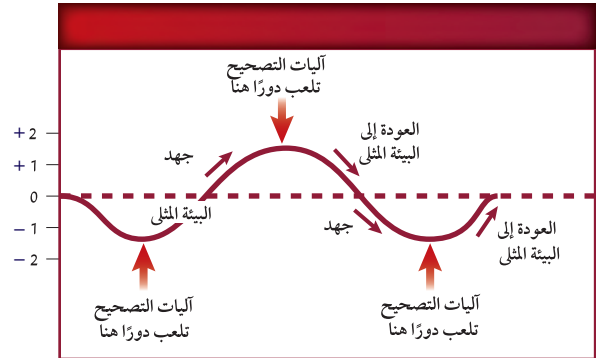 آليات التصحيح
تلعب دورًا هنا
العودة إلى
البيئة المثلى
جهد
+ 2
+ 1
0
- 1
- 2
البيئة المثلى
جهد
العودة إلى
البيئة المثلى
آليات التصحيح
تلعب دورًا هنا
آليات التصحيح
تلعب دورًا هنا